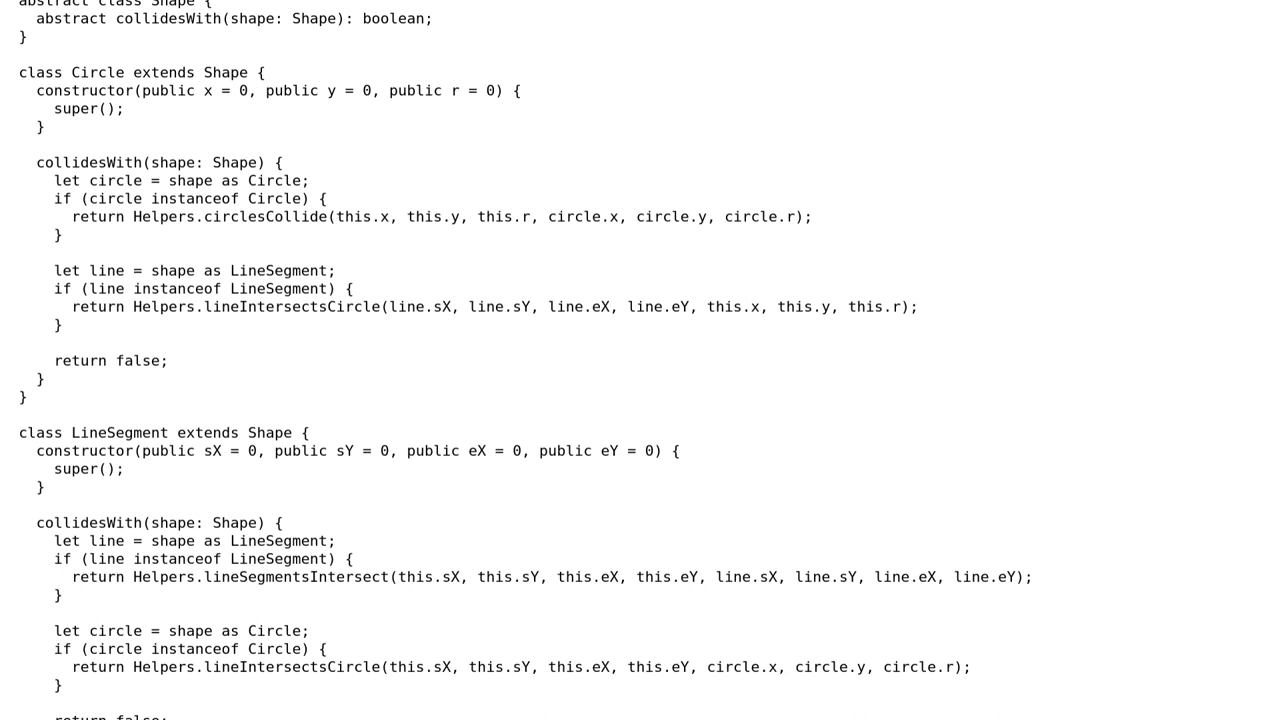 abstract class Shape {
  abstract collidesWith(shape: Shape): boolean;
}

class Circle extends Shape {
  constructor(public x = 0, public y = 0, public r = 0) {
    super();
  }

  collidesWith(shape: Shape) {
    let circle = shape as Circle;
    if (circle instanceof Circle) {
      return Helpers.circlesCollide(this.x, this.y, this.r, circle.x, circle.y, circle.r);
    }

    let line = shape as LineSegment;
    if (line instanceof LineSegment) {
      return Helpers.lineIntersectsCircle(line.sX, line.sY, line.eX, line.eY, this.x, this.y, this.r);
    }

    return false;
  }
}

class LineSegment extends Shape {
  constructor(public sX = 0, public sY = 0, public eX = 0, public eY = 0) {
    super();
  }

  collidesWith(shape: Shape) {
    let line = shape as LineSegment;
    if (line instanceof LineSegment) {
      return Helpers.lineSegmentsIntersect(this.sX, this.sY, this.eX, this.eY, line.sX, line.sY, line.eX, line.eY);
    }

    let circle = shape as Circle;
    if (circle instanceof Circle) {
      return Helpers.lineIntersectsCircle(this.sX, this.sY, this.eX, this.eY, circle.x, circle.y, circle.r);
    }

    return false;